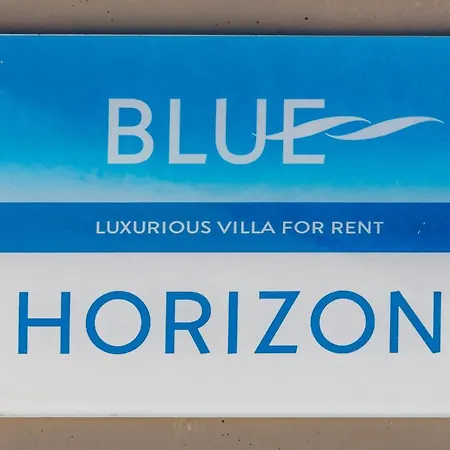 BLUE
LUXURIOUS VILLA FOR RENT
HORIZON